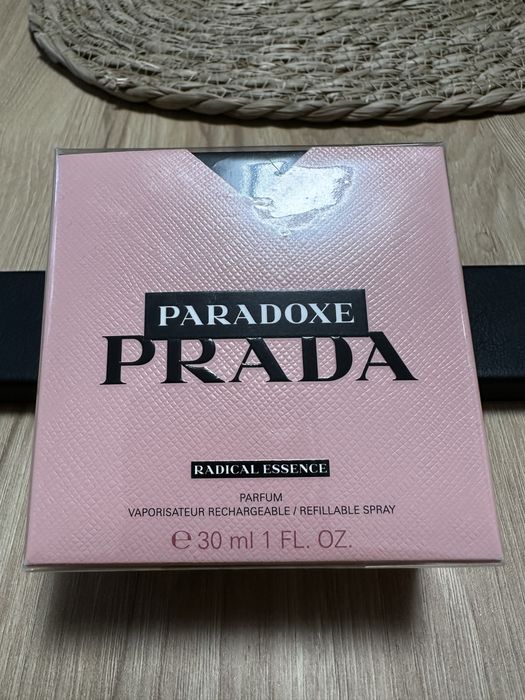 PARADOXE
PRADA
RADICAL ESSENCE
PARFUM
VAPORISATEUR RECHARGEABLE / REFILLABLE SPRAY
℮ 30 ml 1 FL. OZ.